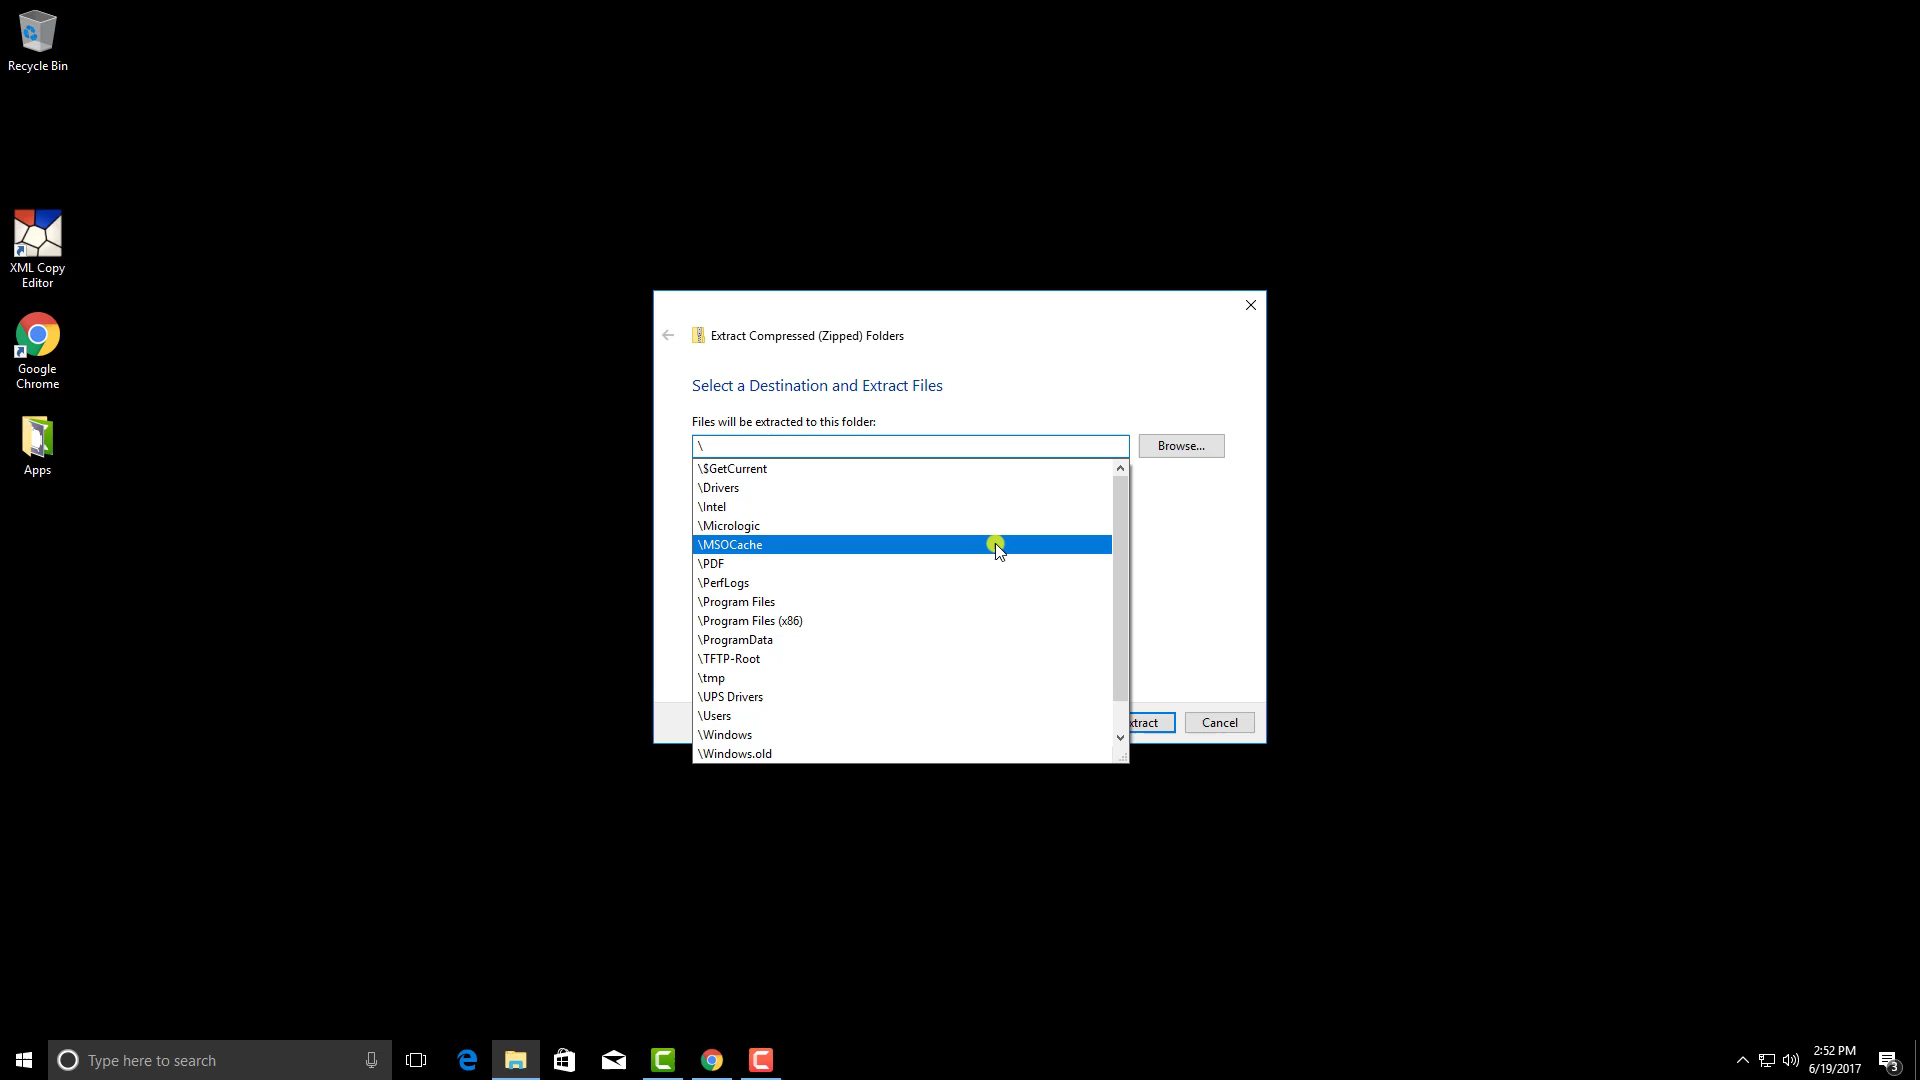 Recycle Bin
XML Copy
Editor
Google
Chrome
Apps
Extract Compressed (Zipped) Folders
Select a Destination and Extract Files
Files will be extracted to this folder:
\
Browse...
\$GetCurrent
\Drivers
\Intel
\Micrologic
\MSOCache
\PDF
\PerfLogs
\Program Files
\Program Files (x86)
\ProgramData
\TFTP-Root
\tmp
\UPS Drivers
\Users
\Windows
\Windows.old
xtract
Cancel
Type here to search
2:52 PM
6/19/2017
3